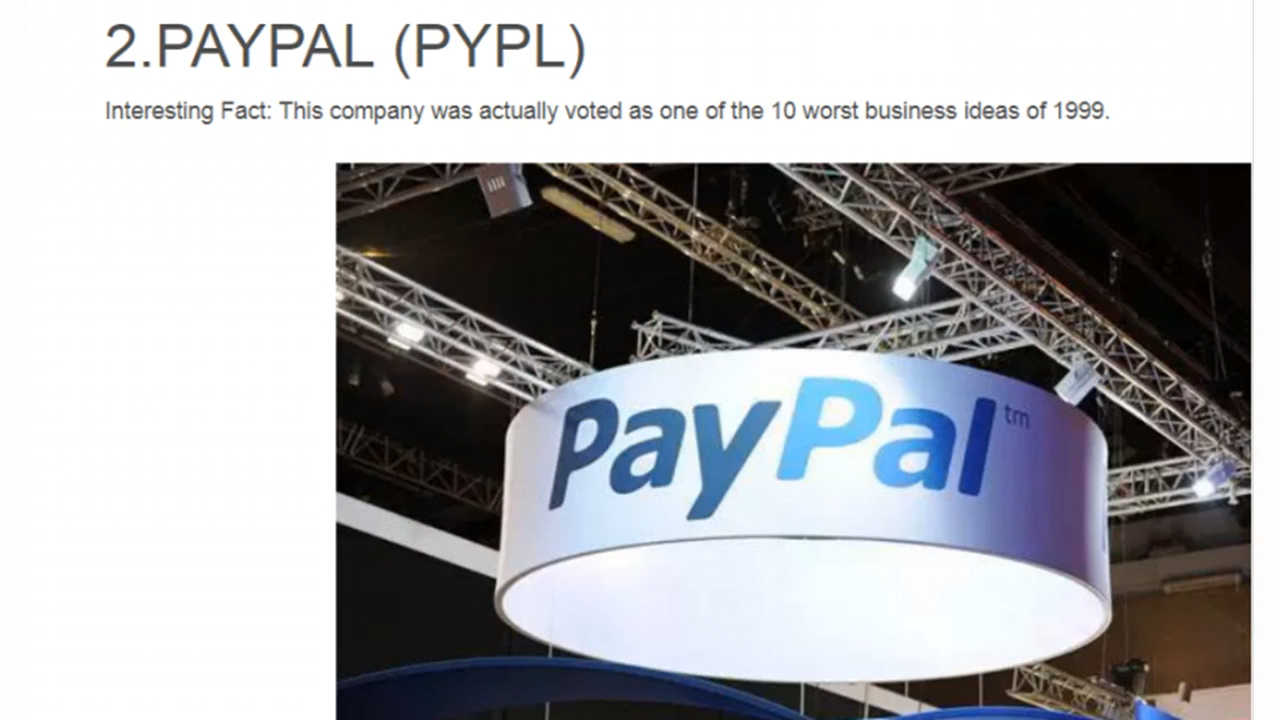 2.PAYPAL (PYPL)
Interesting Fact: This company was actually voted as one of the 10 worst business ideas of 1999.
PayPal tm